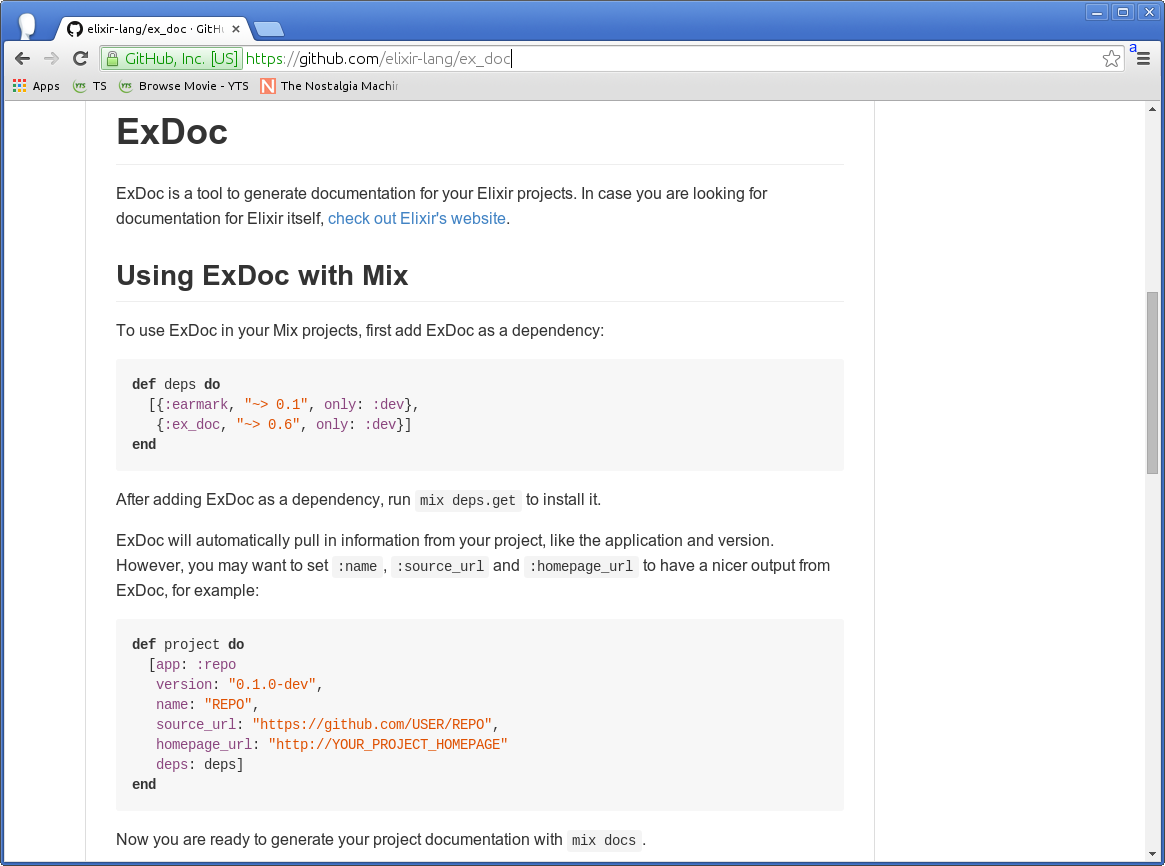 elixir-lang/ex_doc · GitHu
GitHub, Inc. [US] https://github.com/elixir-lang/ex_doc
a
Apps YTS TS YTS Browse Movie - YTS N The Nostalgia Machin
ExDoc
ExDoc is a tool to generate documentation for your Elixir projects. In case you are looking for
documentation for Elixir itself, check out Elixir's website.
Using ExDoc with Mix
To use ExDoc in your Mix projects, first add ExDoc as a dependency:
def deps do
  [{:earmark, "~> 0.1", only: :dev},
   {:ex_doc, "~> 0.6", only: :dev}]
end
After adding ExDoc as a dependency, run mix deps.get to install it.
ExDoc will automatically pull in information from your project, like the application and version.
However, you may want to set :name, :source_url and :homepage_url to have a nicer output from
ExDoc, for example:
def project do
  [app: :repo
   version: "0.1.0-dev",
   name: "REPO",
   source_url: "https://github.com/USER/REPO",
   homepage_url: "http://YOUR_PROJECT_HOMEPAGE"
   deps: deps]
end
Now you are ready to generate your project documentation with mix docs.